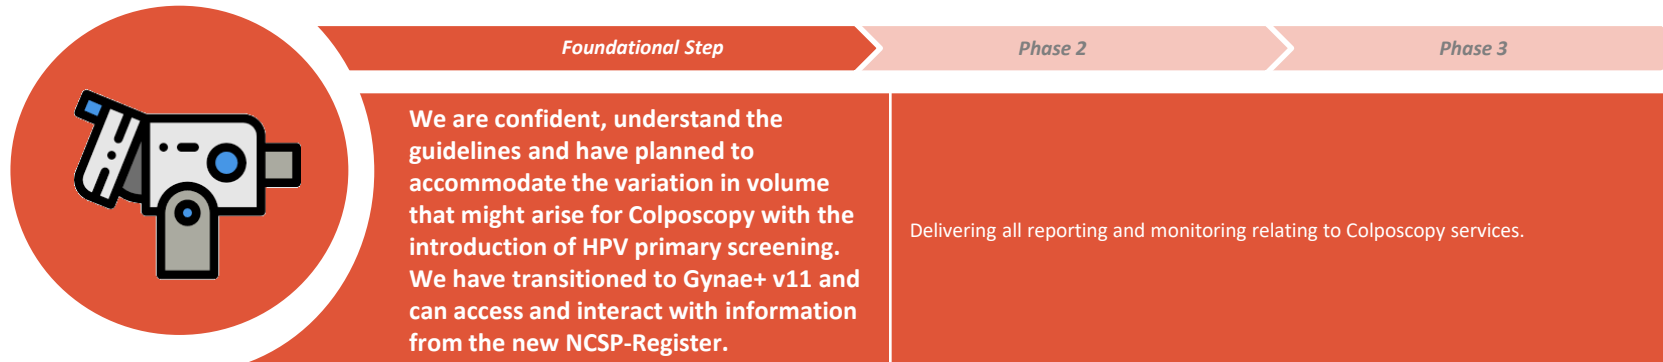 Foundational Step
Phase 2
Phase 3
We are confident, understand the
guidelines and have planned to
accommodate the variation in volume
that might arise for Colposcopy with the
introduction of HPV primary screening.
We have transitioned to Gynae+ v11 and
can access and interact with information
from the new NCSP-Register.
Delivering all reporting and monitoring relating to Colposcopy services.